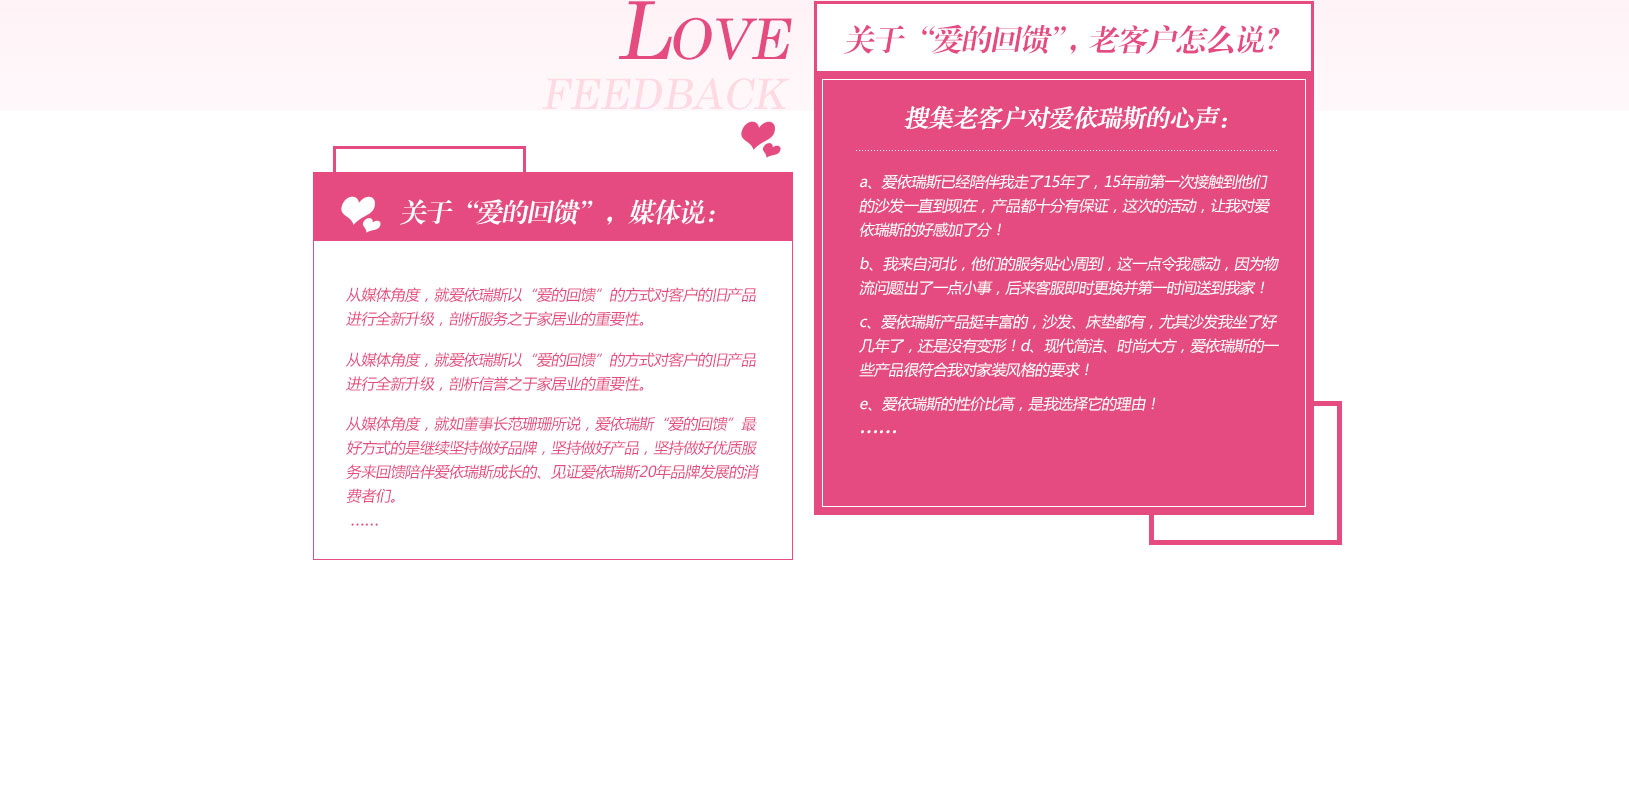 LOVE
FEEDBACK
关于“爱的回馈”，媒体说：
从媒体角度，就爱依瑞斯以“爱的回馈”的方式对客户的旧产品
进行全新升级，剖析服务之于家居业的重要性。
从媒体角度，就爱依瑞斯以“爱的回馈”的方式对客户的旧产品
进行全新升级，剖析信誉之于家居业的重要性。
从媒体角度，就如董事长范珊珊所说，爱依瑞斯“爱的回馈”最
好方式的是继续坚持做好品牌，坚持做好产品，坚持做好优质服
务来回馈陪伴爱依瑞斯成长的、见证爱依瑞斯20年品牌发展的消
费者们。
……
关于“爱的回馈”，老客户怎么说？
搜集老客户对爱依瑞斯的心声：
a、爱依瑞斯已经陪伴我走了15年了，15年前第一次接触到他们
的沙发一直到现在，产品都十分有保证，这次的活动，让我对爱
依瑞斯的好感加了分！
b、我来自河北，他们的服务贴心周到，这一点令我感动，因为物
流问题出了一点小事，后来客服即时更换并第一时间送到我家！
c、爱依瑞斯产品挺丰富的，沙发、床垫都有，尤其沙发我坐了好
几年了，还是没有变形！d、现代简洁、时尚大方，爱依瑞斯的一
些产品很符合我对家装风格的要求！
e、爱依瑞斯的性价比高，是我选择它的理由！
……